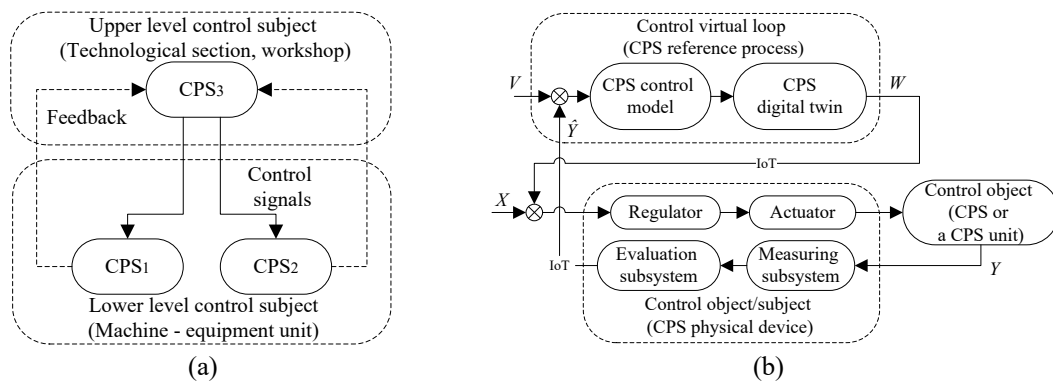 Upper level control subject
(Technological section, workshop)
CPS3
Feedback
Control
signals
CPS1
CPS2
Lower level control subject
(Machine - equipment unit)
(a)
Control virtual loop
(CPS reference process)
V
CPS control
model
CPS
digital twin
W
Ŷ
IoT
X
Regulator
Actuator
Control object
(CPS or
a CPS unit)
IoT
Evaluation
subsystem
Measuring
subsystem
Y
Control object/subject
(CPS physical device)
(b)